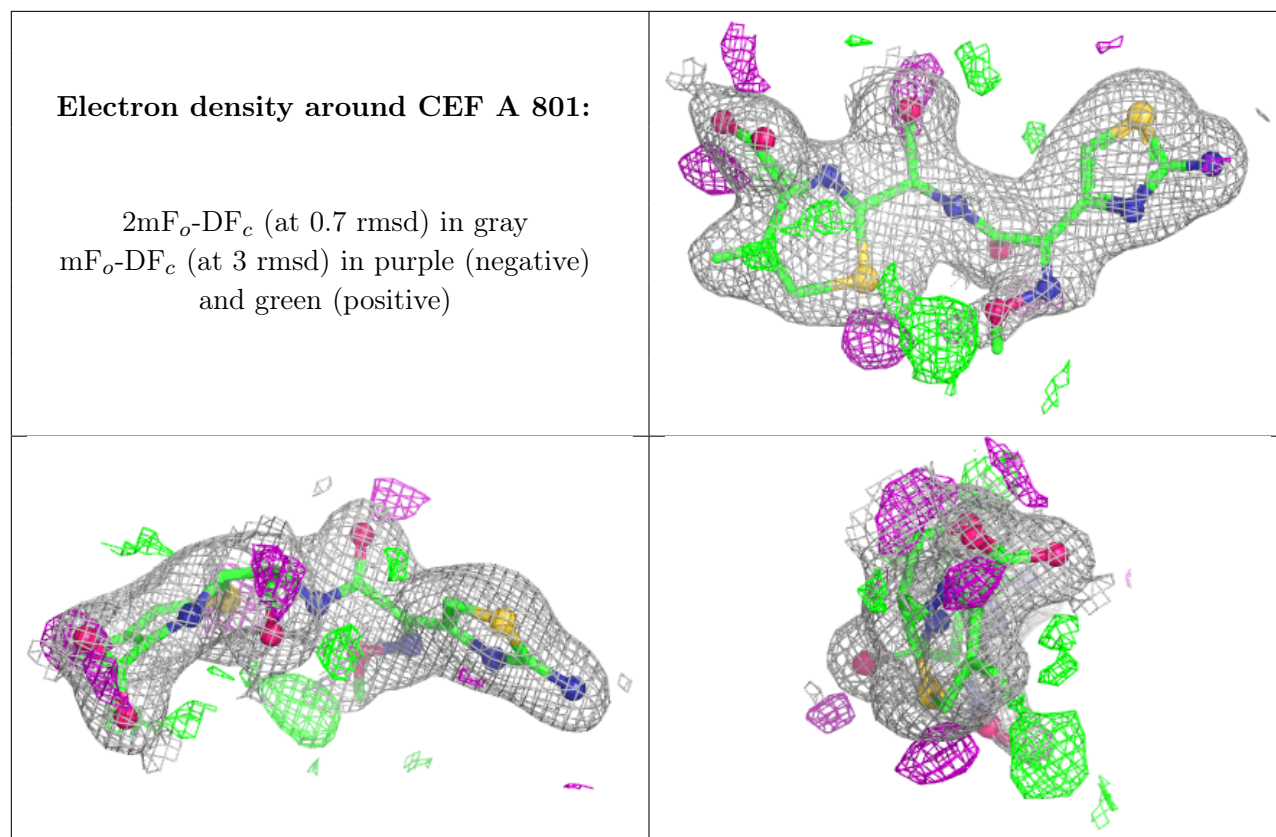 Electron density around CEF A 801:
2mFₒ-DF𝒸 (at 0.7 rmsd) in gray
mFₒ-DF𝒸 (at 3 rmsd) in purple (negative)
and green (positive)